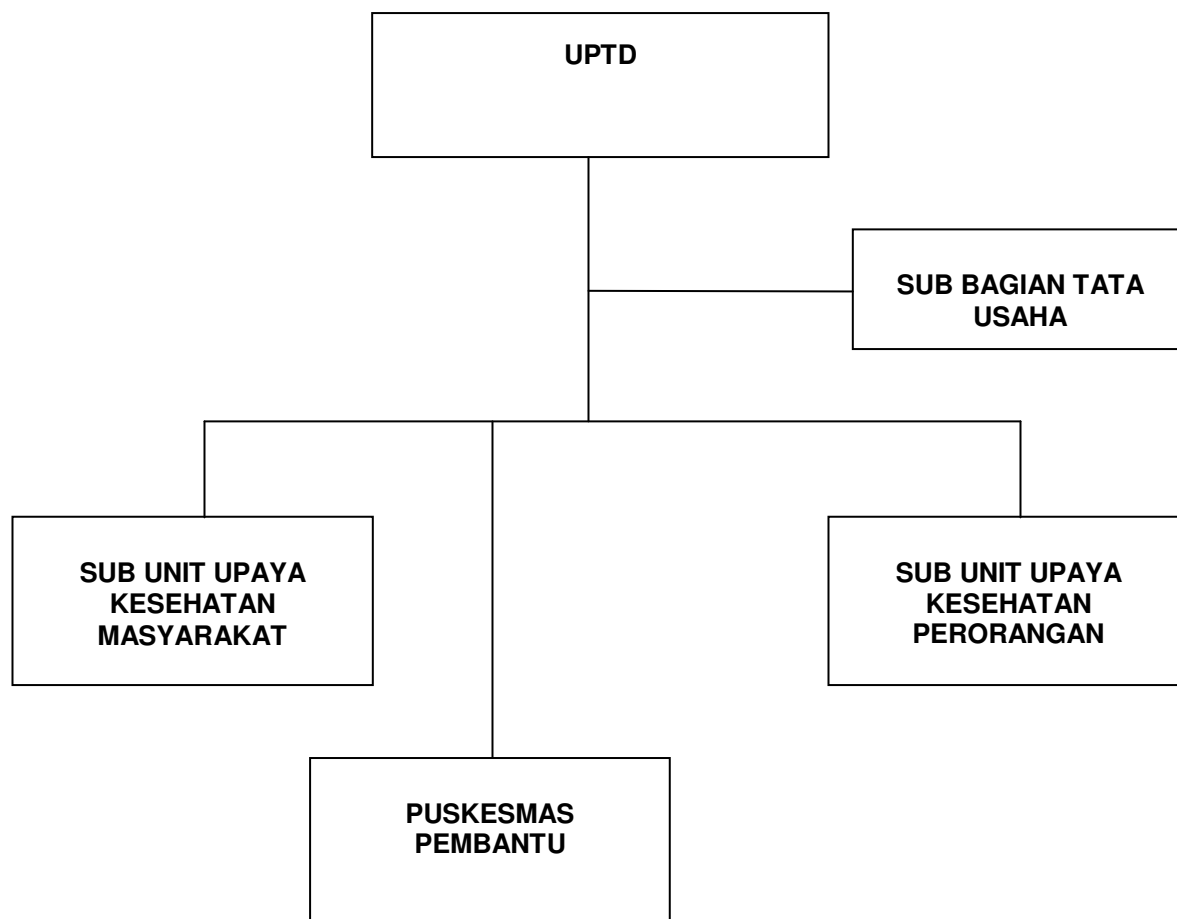 UPTD
SUB BAGIAN TATA
USAHA
SUB UNIT UPAYA
KESEHATAN
MASYARAKAT
SUB UNIT UPAYA
KESEHATAN
PERORANGAN
PUSKESMAS
PEMBANTU